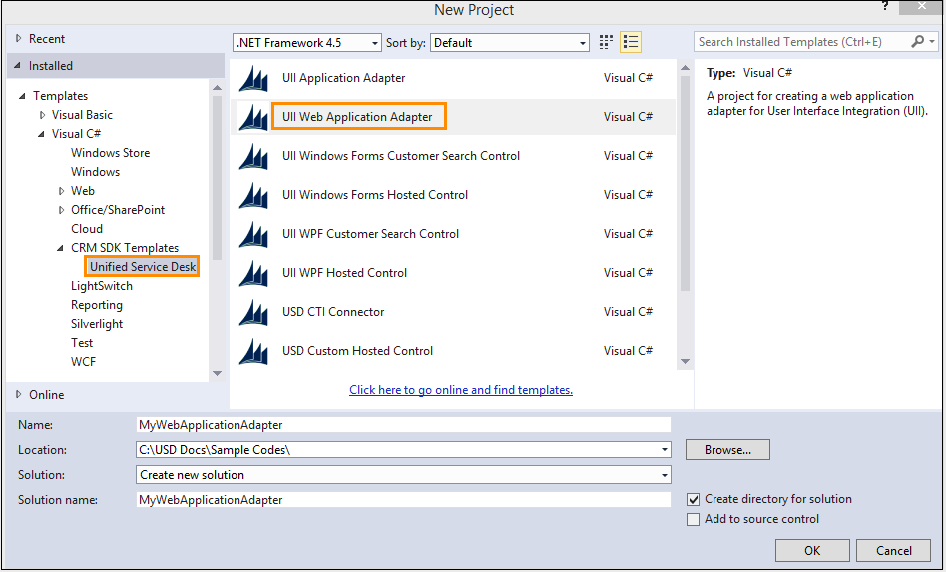 New Project
?
Recent
.NET Framework 4.5
Sort by:
Default
Search Installed Templates (Ctrl+E)
Installed
Templates
Visual Basic
Visual C#
Windows Store
Windows
Web
Office/SharePoint
Cloud
CRM SDK Templates
Unified Service Desk
LightSwitch
Reporting
Silverlight
Test
WCF
Online
UII Application Adapter Visual C#
UII Web Application Adapter Visual C#
UII Windows Forms Customer Search Control Visual C#
UII Windows Forms Hosted Control Visual C#
UII WPF Customer Search Control Visual C#
UII WPF Hosted Control Visual C#
USD CTI Connector Visual C#
USD Custom Hosted Control Visual C#
Click here to go online and find templates.
Type: Visual C#
A project for creating a web application
adapter for User Interface Integration (UII).
Name: MyWebApplicationAdapter
Location: C:\USD Docs\Sample Codes\
Browse...
Solution: Create new solution
Solution name: MyWebApplicationAdapter
Create directory for solution
Add to source control
OK
Cancel